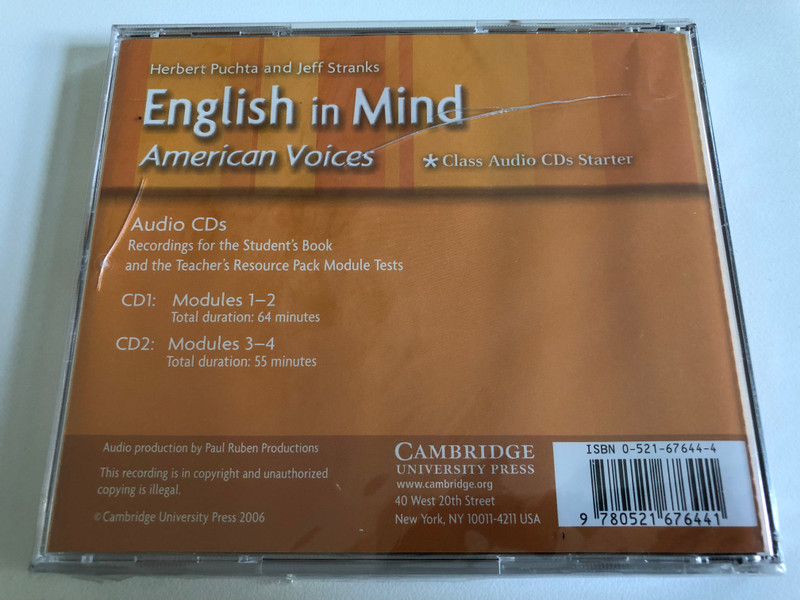 Herbert Puchta and Jeff Stranks
English in Mind
American Voices
*Class Audio CDs Starter
Audio CDs
Recordings for the Student's Book
and the Teacher's Resource Pack Module Tests
CD1: Modules 1–2
Total duration: 64 minutes
CD2: Modules 3–4
Total duration: 55 minutes
Audio production by Paul Ruben Productions
This recording is in copyright and unauthorized
copying is illegal.
© Cambridge University Press 2006
CAMBRIDGE
UNIVERSITY PRESS
www.cambridge.org
40 West 20th Street
New York, NY 10011-4211 USA
ISBN 0-521-67644-4
9 780521 676441